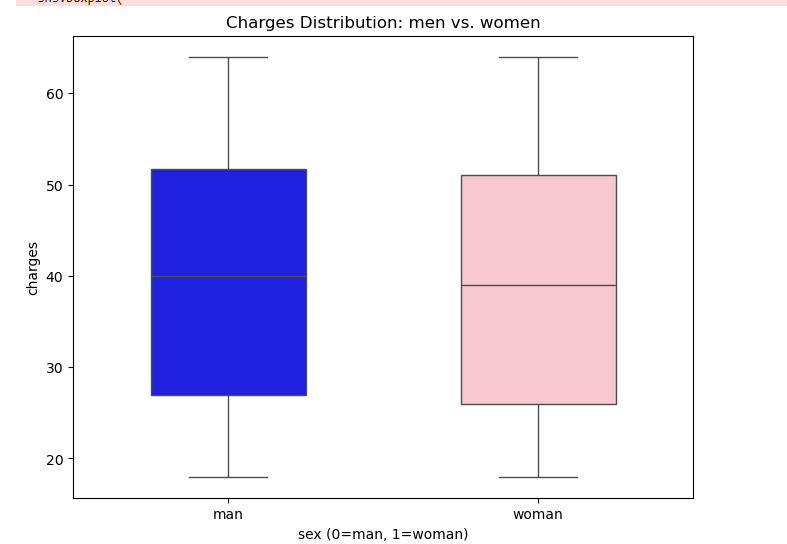 sns.boxplot(
Charges Distribution: men vs. women
60
50
40
30
20
charges
man woman
sex (0=man, 1=woman)